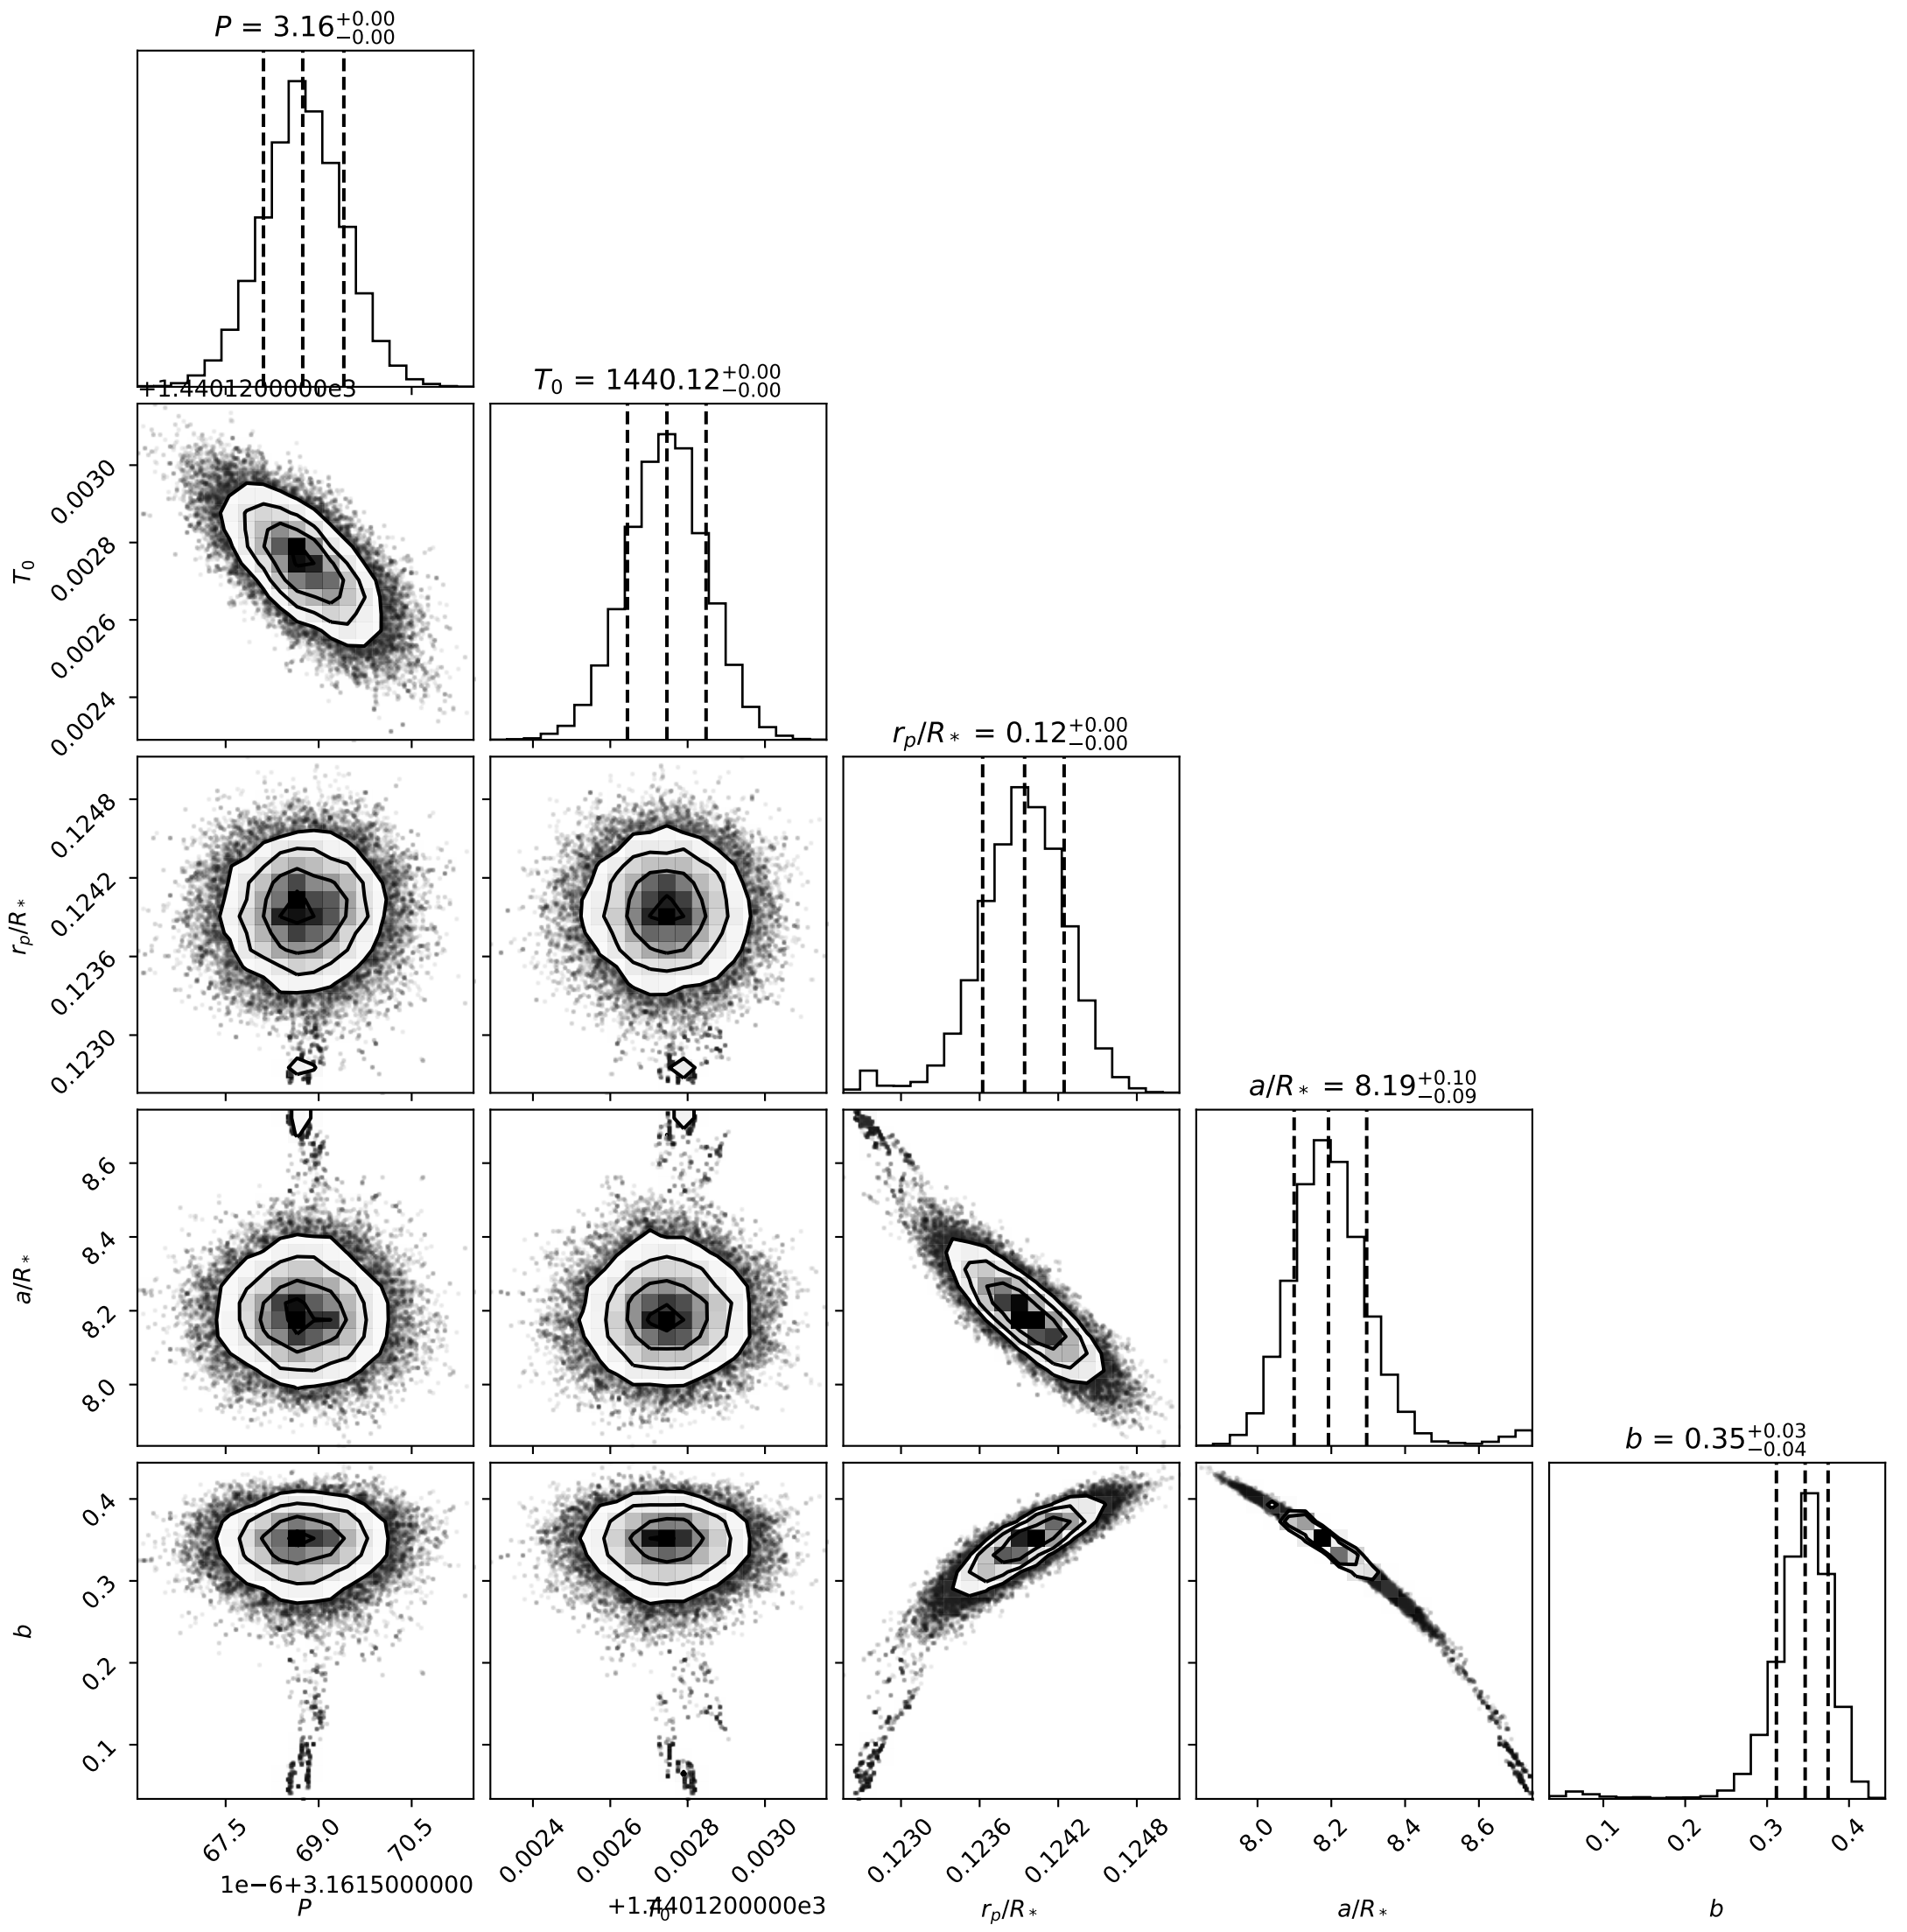 P = 3.16+0.00 −0.00
+1.4401200000e3
T0 = 1440.12+0.00 −0.00
0.0030
0.0028
0.0026
0.0024
T0
rp/R* = 0.12+0.00 −0.00
0.1248
0.1242
0.1236
0.1230
rp/R*
a/R* = 8.19+0.10 −0.09
8.6
8.4
8.2
8.0
a/R*
b = 0.35+0.03 −0.04
0.4
0.3
0.2
0.1
b
67.5 69.0 70.5
0.0024 0.0026 0.0028 0.0030
0.1230 0.1236 0.1242 0.1248
8.0 8.2 8.4 8.6
0.1 0.2 0.3 0.4
1e−6+3.1615000000
P
+1.4401200000e3
T0
rp/R*
a/R*
b